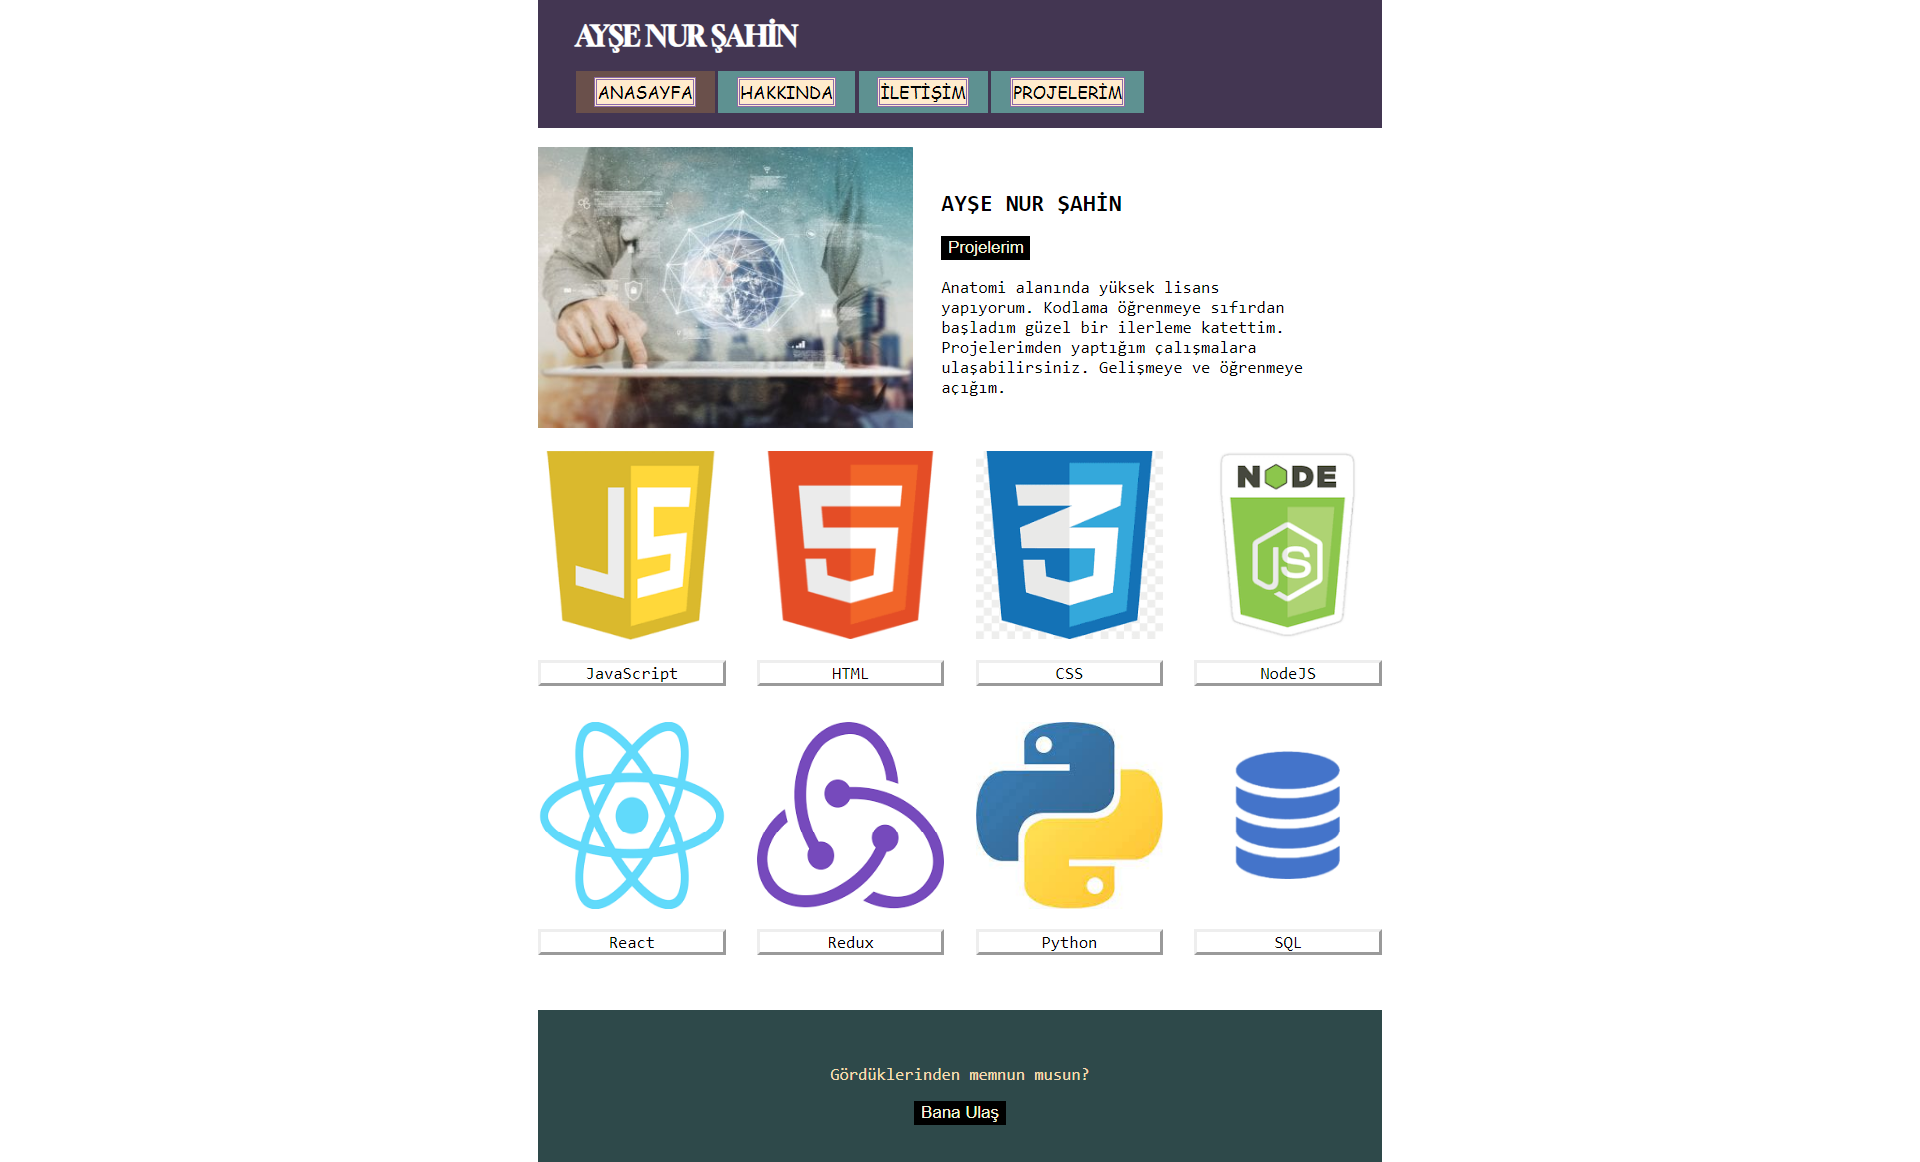 AYŞE NUR ŞAHİN
ANASAYFA HAKKINDA İLETİŞİM PROJELERİM
AYŞE NUR ŞAHİN
Projelerim
Anatomi alanında yüksek lisans
yapıyorum. Kodlama öğrenmeye sıfırdan
başladım güzel bir ilerleme katettim.
Projelerimden yaptığım çalışmalara
ulaşabilirsiniz. Gelişmeye ve öğrenmeye
açığım.
JS
5
3
NODE
JS
JavaScript HTML CSS NodeJS
React Redux Python SQL
Gördüklerinden memnun musun?
Bana Ulaş